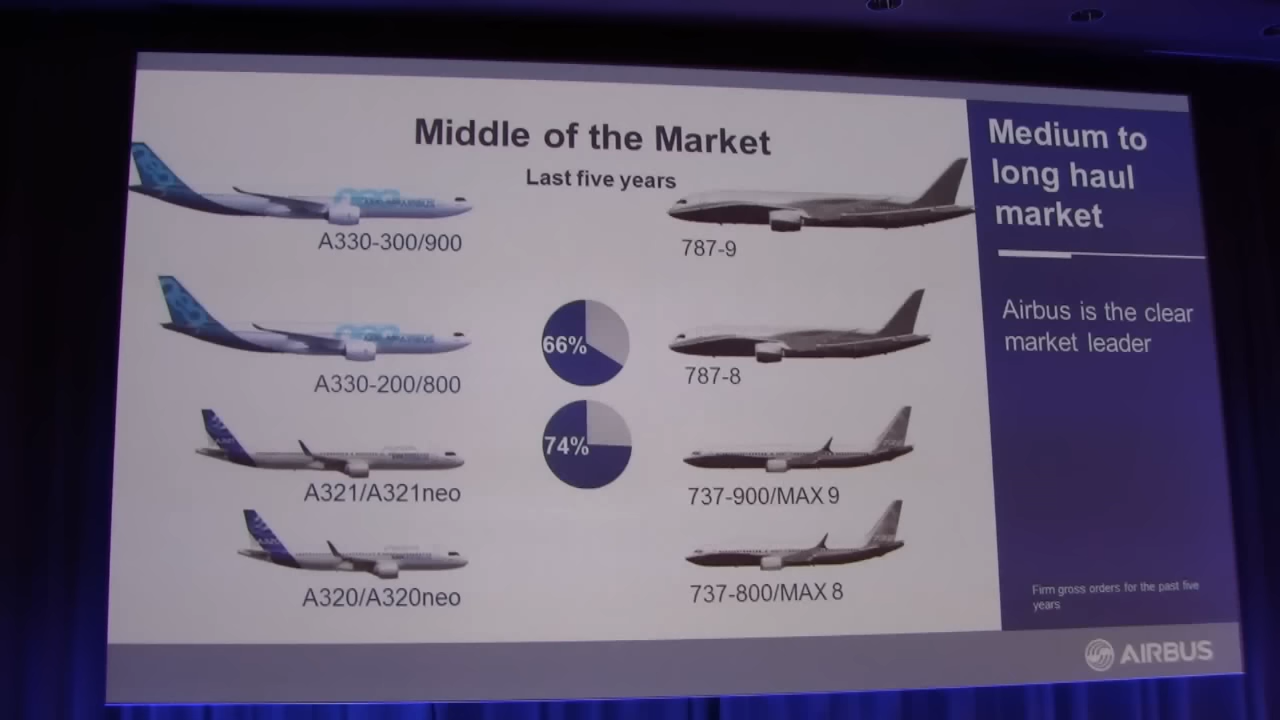 Middle of the Market
Last five years
A330-300/900
787-9
66%
A330-200/800
787-8
74%
A321/A321neo
737-900/MAX 9
A320/A320neo
737-800/MAX 8
Medium to
long haul
market
Airbus is the clear
market leader
Firm gross orders for the past five
years
AIRBUS